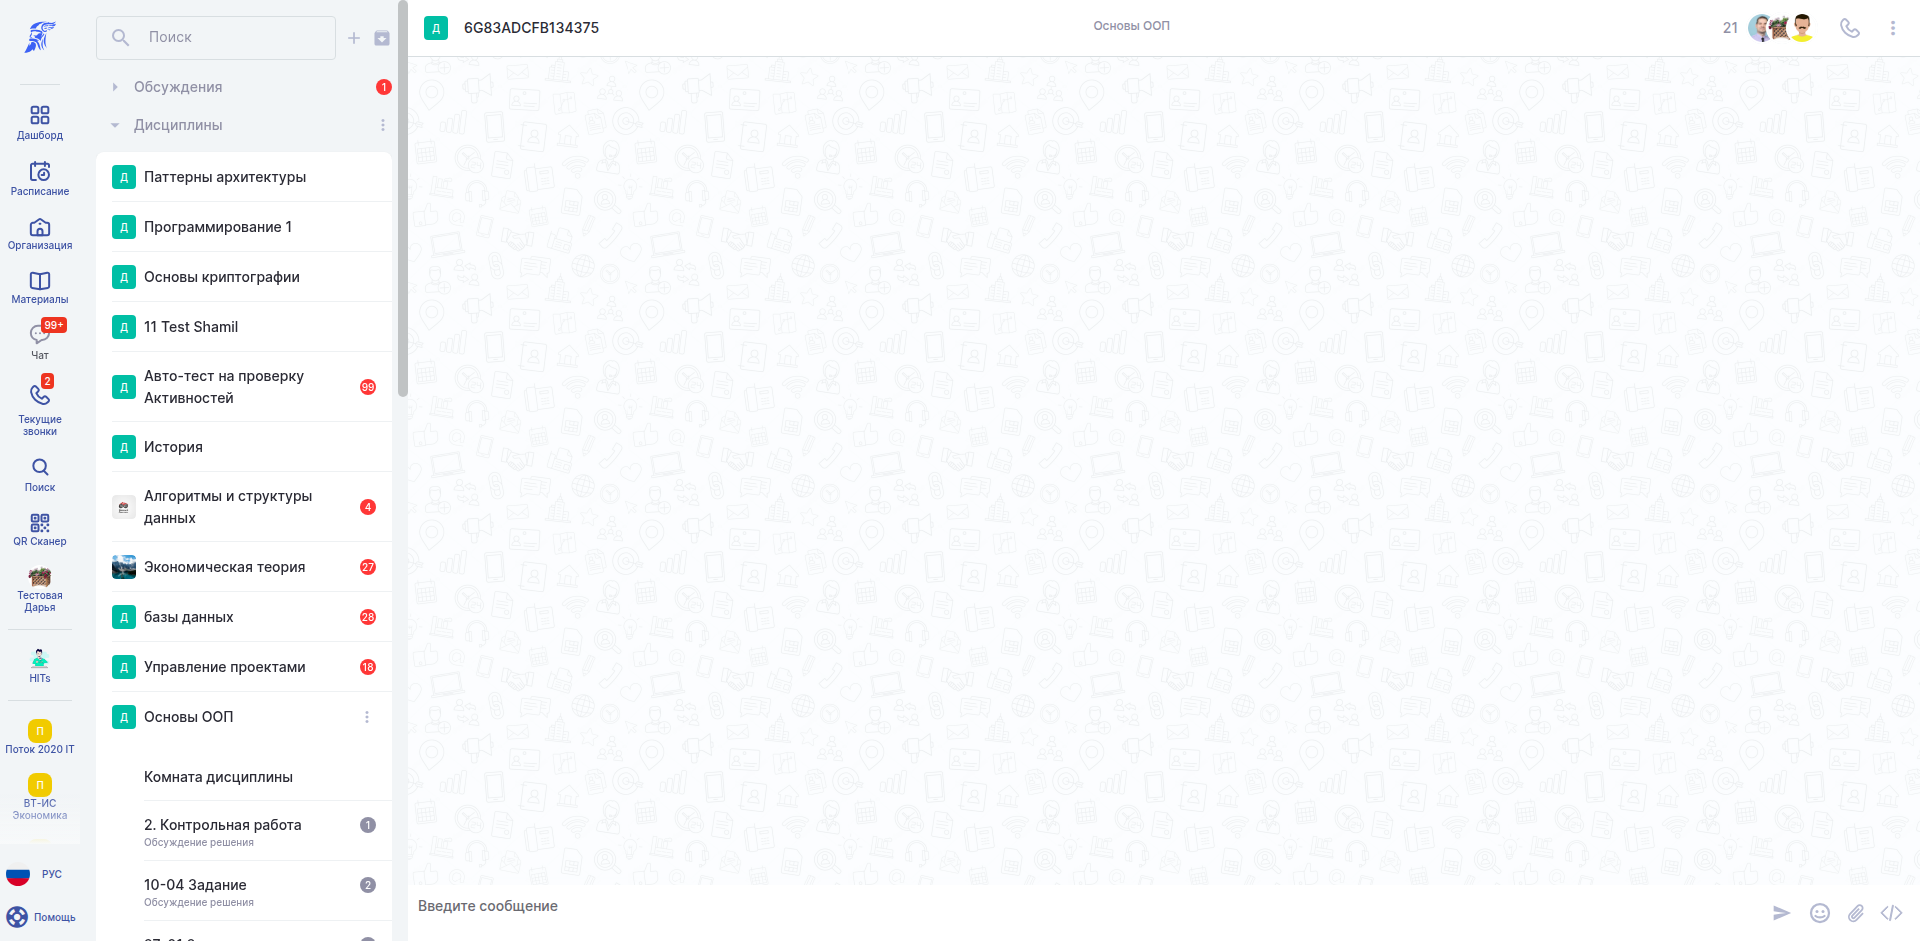 Дашборд
Расписание
Организация
Материалы
99+
Чат
2
Текущие
звонки
Поиск
QR Сканер
Тестовая
Дарья
HITs
П
Поток 2020 IT
П
ВТ-ИС
Экономика
РУС
Помощь
Поиск
Обсуждения
1
Дисциплины
Д Паттерны архитектуры
Д Программирование 1
Д Основы криптографии
Д 11 Test Shamil
Д Авто-тест на проверку
Активностей 99
Д История
Алгоритмы и структуры
данных 4
Экономическая теория 27
Д базы данных 28
Д Управление проектами 18
Д Основы ООП
Комната дисциплины
2. Контрольная работа 1
Обсуждение решения
10-04 Задание 2
Обсуждение решения
Д 6G83ADCFB134375
Основы ООП
21
Введите сообщение